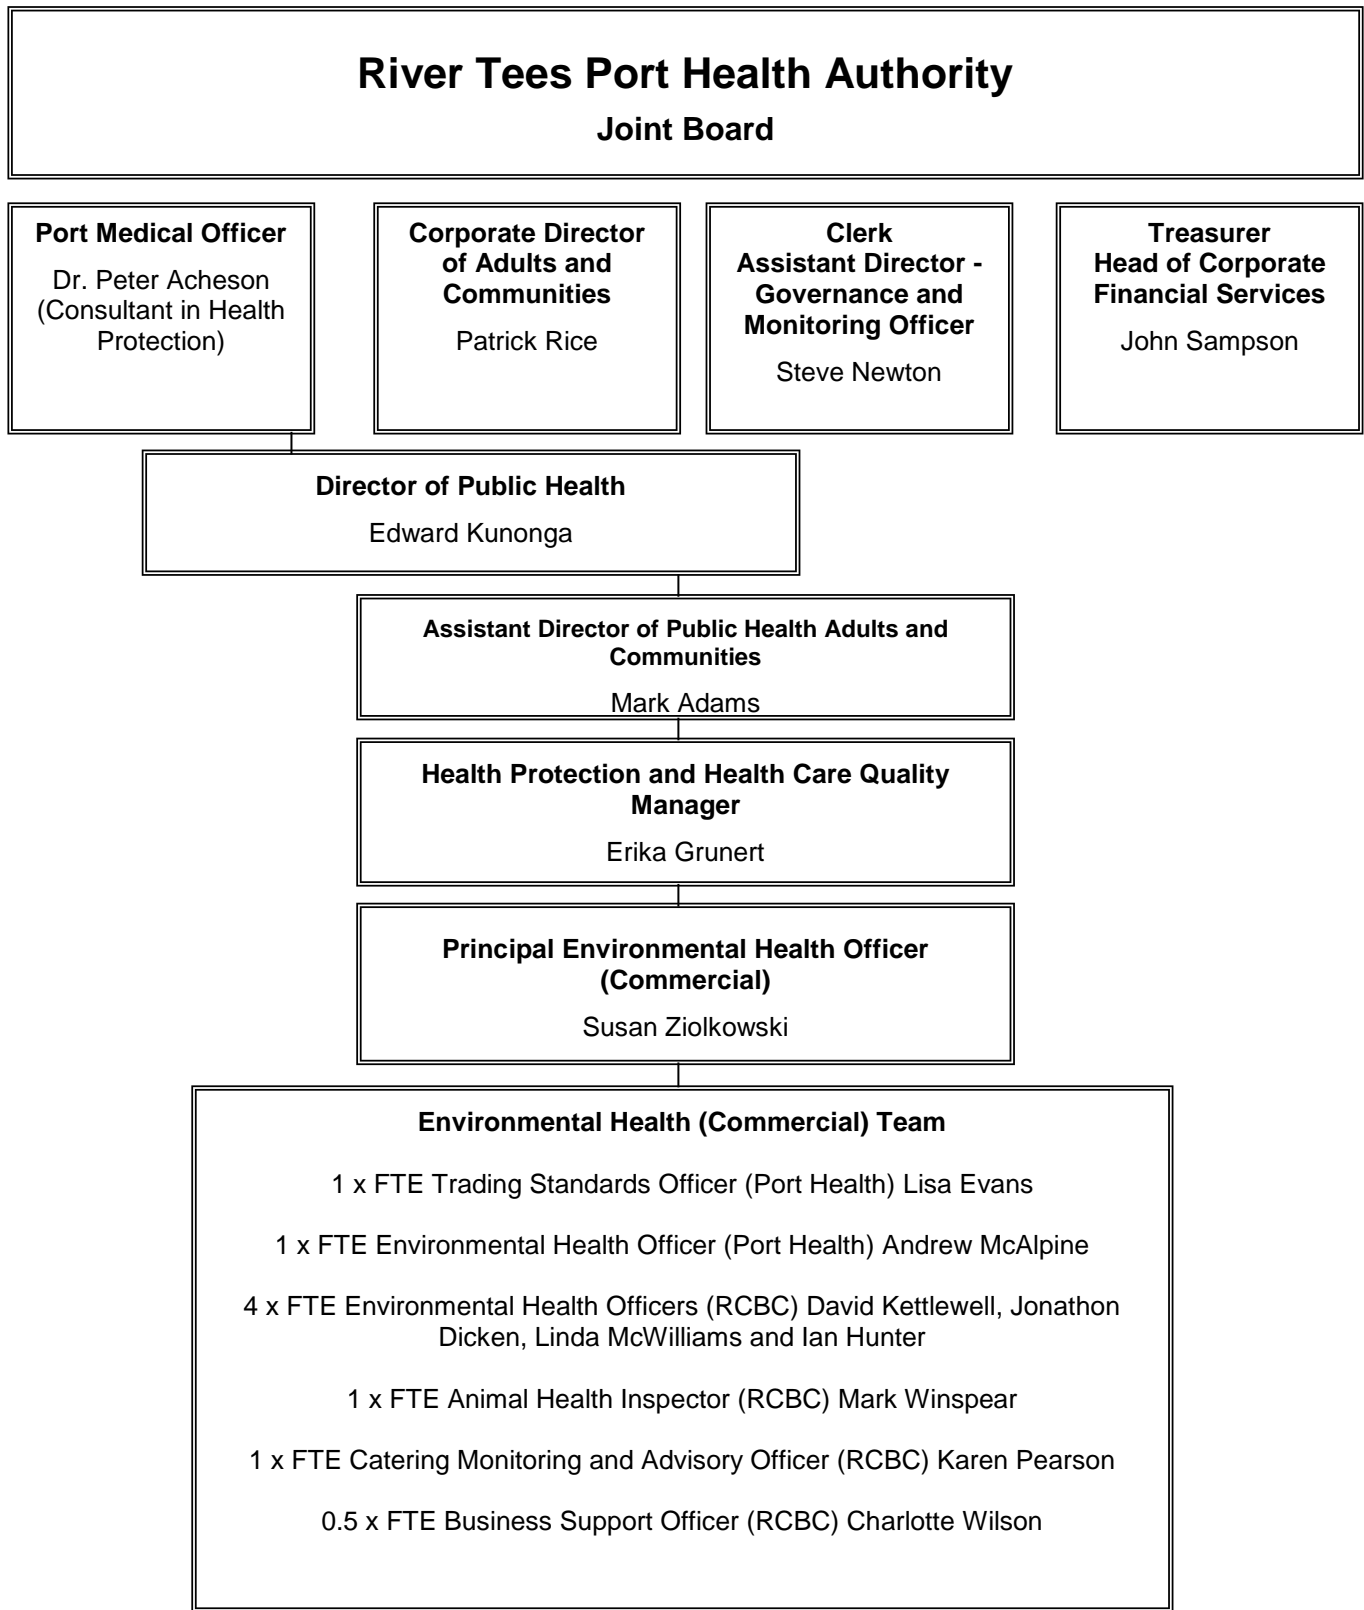 River Tees Port Health Authority
Joint Board
Port Medical Officer
Dr. Peter Acheson
(Consultant in Health
Protection)
Corporate Director
of Adults and
Communities
Patrick Rice
Clerk
Assistant Director -
Governance and
Monitoring Officer
Steve Newton
Treasurer
Head of Corporate
Financial Services
John Sampson
Director of Public Health
Edward Kunonga
Assistant Director of Public Health Adults and
Communities
Mark Adams
Health Protection and Health Care Quality
Manager
Erika Grunert
Principal Environmental Health Officer
(Commercial)
Susan Ziolkowski
Environmental Health (Commercial) Team
1 x FTE Trading Standards Officer (Port Health) Lisa Evans
1 x FTE Environmental Health Officer (Port Health) Andrew McAlpine
4 x FTE Environmental Health Officers (RCBC) David Kettlewell, Jonathon
Dicken, Linda McWilliams and Ian Hunter
1 x FTE Animal Health Inspector (RCBC) Mark Winspear
1 x FTE Catering Monitoring and Advisory Officer (RCBC) Karen Pearson
0.5 x FTE Business Support Officer (RCBC) Charlotte Wilson